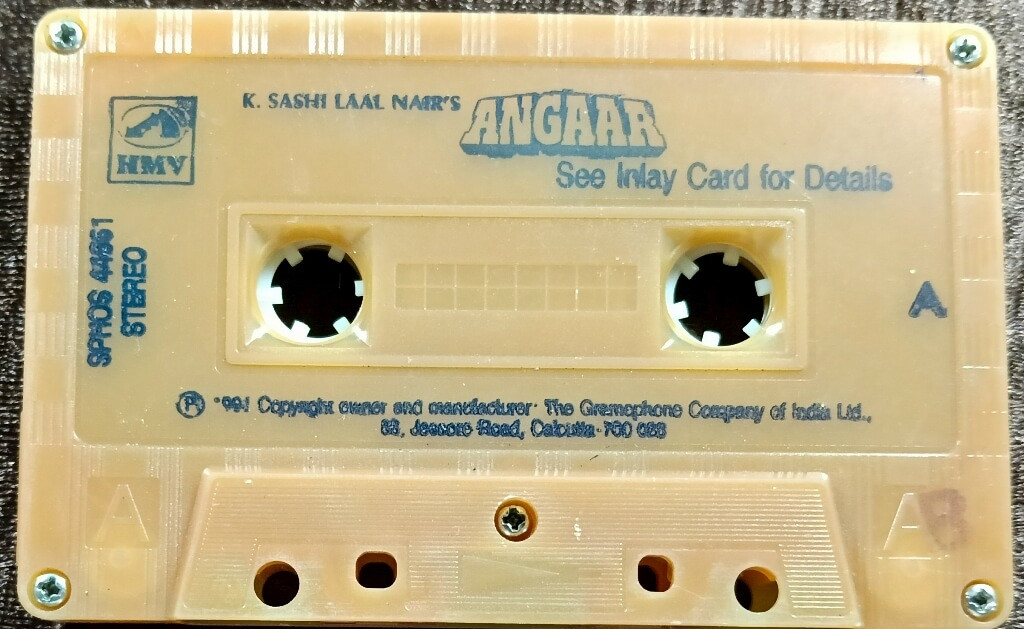 K. SASHI LAAL NAIR'S ANGAAR
See Inlay Card for Details
HMV
SPHOS 44661
STEREO
A
Ⓟ 1991 Copyright owner and manufacturer The Gramophone Company of India Ltd.,
33, Jessore Road, Calcutta-700 028
A
A